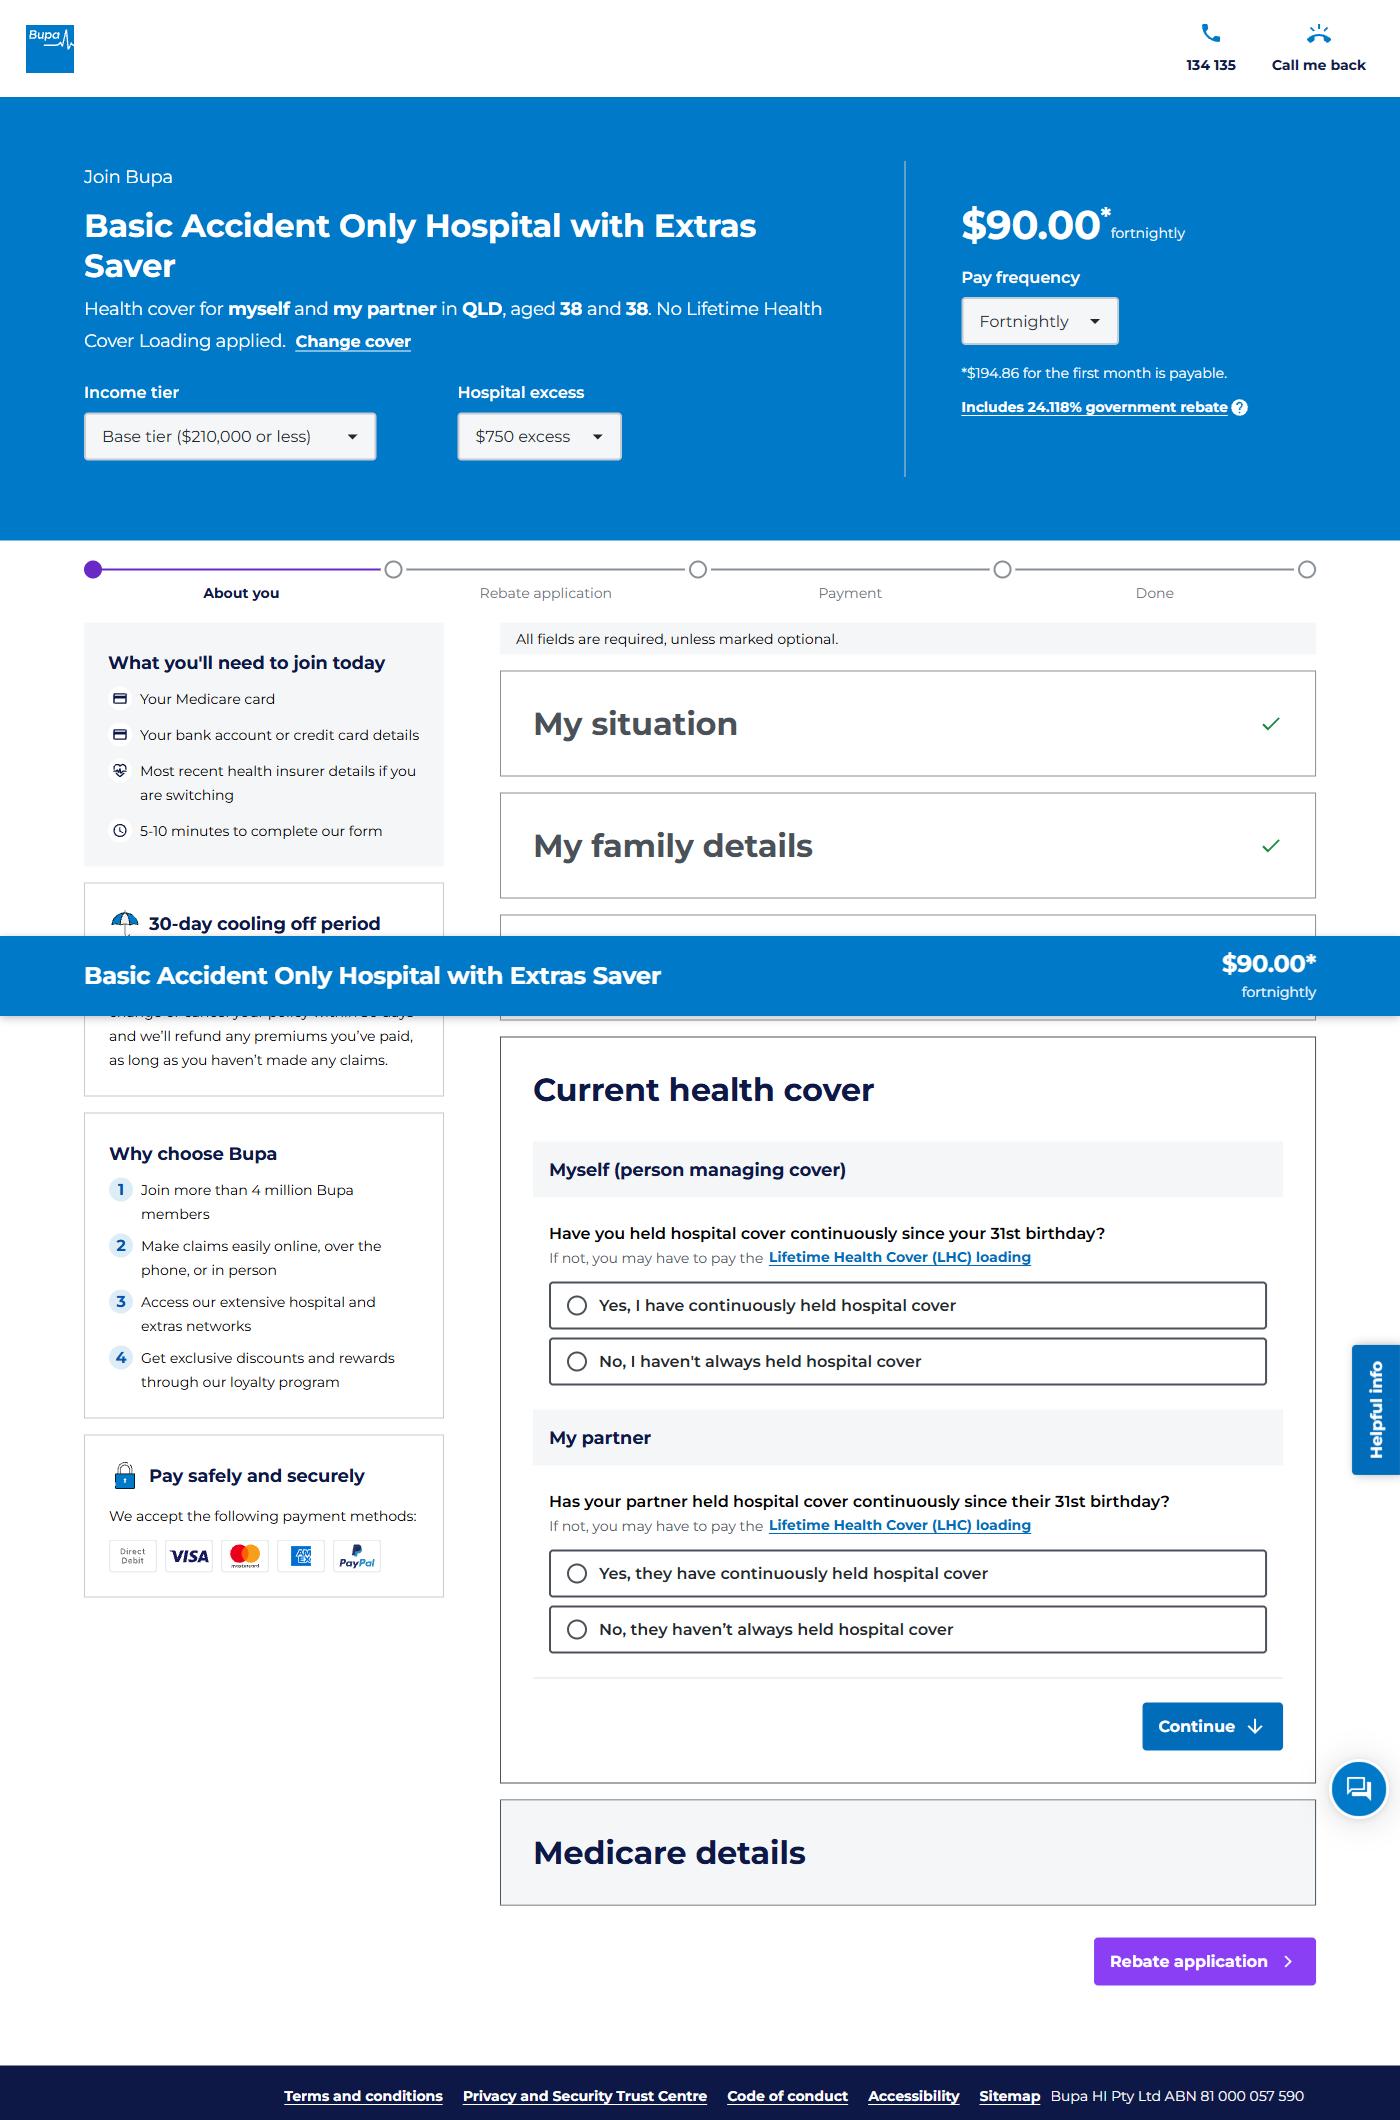 Bupa
134 135
Call me back
Join Bupa
Basic Accident Only Hospital with Extras
Saver
Health cover for myself and my partner in QLD, aged 38 and 38. No Lifetime Health
Cover Loading applied. Change cover
Income tier
Base tier ($210,000 or less)
Hospital excess
$750 excess
$90.00* fortnightly
Pay frequency
Fortnightly
*$194.86 for the first month is payable.
Includes 24.118% government rebate ?
About you
Rebate application
Payment
Done
What you'll need to join today
Your Medicare card
Your bank account or credit card details
Most recent health insurer details if you
are switching
5-10 minutes to complete our form
30-day cooling off period
Basic Accident Only Hospital with Extras Saver
$90.00*
fortnightly
and we’ll refund any premiums you’ve paid,
as long as you haven’t made any claims.
Why choose Bupa
1 Join more than 4 million Bupa
members
2 Make claims easily online, over the
phone, or in person
3 Access our extensive hospital and
extras networks
4 Get exclusive discounts and rewards
through our loyalty program
Pay safely and securely
We accept the following payment methods:
Direct
Debit
VISA
mastercard
AM
EX
PayPal
All fields are required, unless marked optional.
My situation
My family details
Current health cover
Myself (person managing cover)
Have you held hospital cover continuously since your 31st birthday?
If not, you may have to pay the Lifetime Health Cover (LHC) loading
Yes, I have continuously held hospital cover
No, I haven't always held hospital cover
My partner
Has your partner held hospital cover continuously since their 31st birthday?
If not, you may have to pay the Lifetime Health Cover (LHC) loading
Yes, they have continuously held hospital cover
No, they haven’t always held hospital cover
Continue
Helpful info
Medicare details
Rebate application
Terms and conditions Privacy and Security Trust Centre Code of conduct Accessibility Sitemap Bupa HI Pty Ltd ABN 81 000 057 590